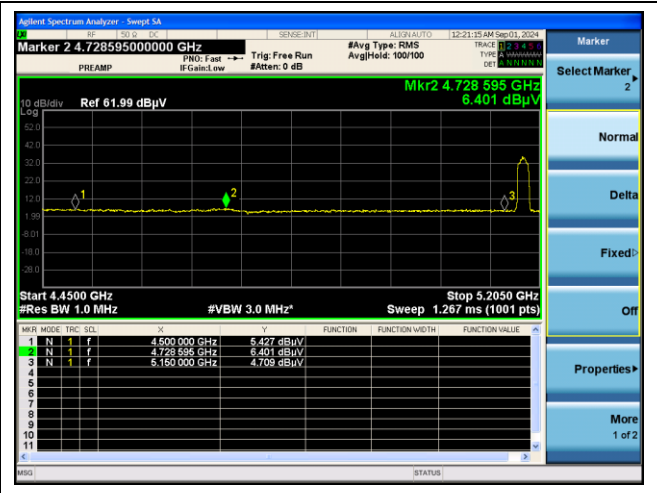 Agilent Spectrum Analyzer - Swept SA
RF 50 Ω DC SENSE:INT ALIGN AUTO 12:21:15 AM Sep 01, 2024
Marker 2 4.728595000000 GHz
PREAMP
PNO: Fast
IFGain:Low
Trig: Free Run
#Atten: 0 dB
#Avg Type: RMS
Avg|Hold: 100/100
TRACE 1 2 3 4 5 6
TYPE A
DET A N N N N N
Mkr2 4.728 595 GHz
6.401 dBµV
10 dB/div Ref 61.99 dBµV
Log
52.0
42.0
32.0
22.0
12.0
1.99
-8.01
-18.0
-28.0
1
2
3
Start 4.4500 GHz Stop 5.2050 GHz
#Res BW 1.0 MHz #VBW 3.0 MHz* Sweep 1.267 ms (1001 pts)
MKR MODE TRC SCL X Y FUNCTION FUNCTION WIDTH FUNCTION VALUE
1 N 1 f 4.500 000 GHz 5.427 dBµV
2 N 1 f 4.728 595 GHz 6.401 dBµV
3 N 1 f 5.150 000 GHz 4.709 dBµV
4
5
6
7
8
9
10
11
MSG STATUS
Marker
Select Marker
2
Normal
Delta
Fixed
Off
Properties
More
1 of 2